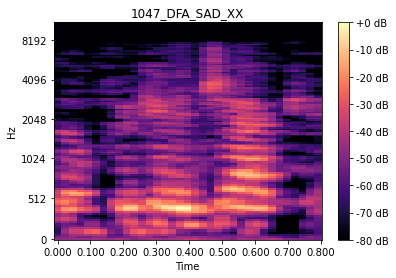 1047_DFA_SAD_XX
+0 dB
8192
-10 dB
4096
-20 dB
-30 dB
2048
Hz
-40 dB
1024
-50 dB
512
-60 dB
-70 dB
0
-80 dB
0.000 0.100 0.200 0.300 0.400 0.500 0.600 0.700 0.800
Time